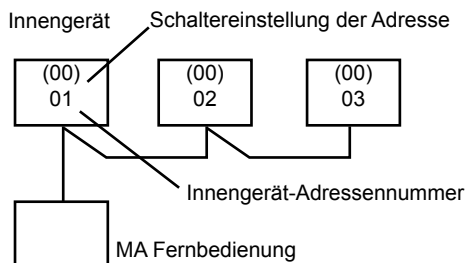 Innengerät Schaltereinstellung der Adresse
(00) (00) (00)
01 02 03
Innengerät-Adressennummer
MA Fernbedienung